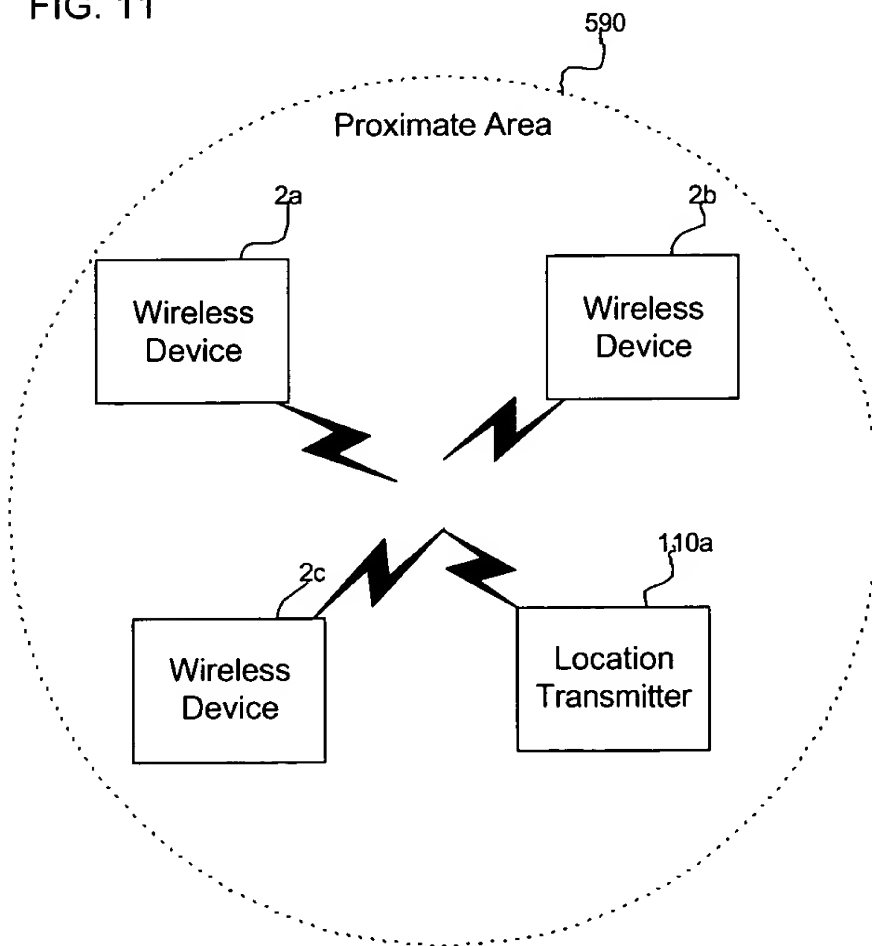 FIG. 11
590
Proximate Area
2a
2b
Wireless
Device
Wireless
Device
2c
110a
Wireless
Device
Location
Transmitter